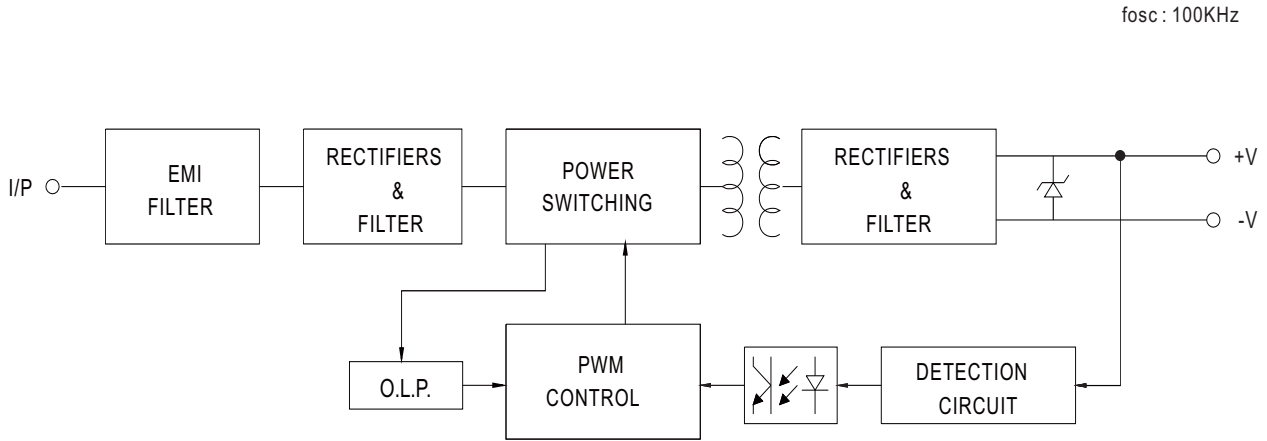 fosc : 100KHz
I/P
EMI
FILTER
RECTIFIERS
&
FILTER
POWER
SWITCHING
RECTIFIERS
&
FILTER
+V
-V
O.L.P.
PWM
CONTROL
DETECTION
CIRCUIT